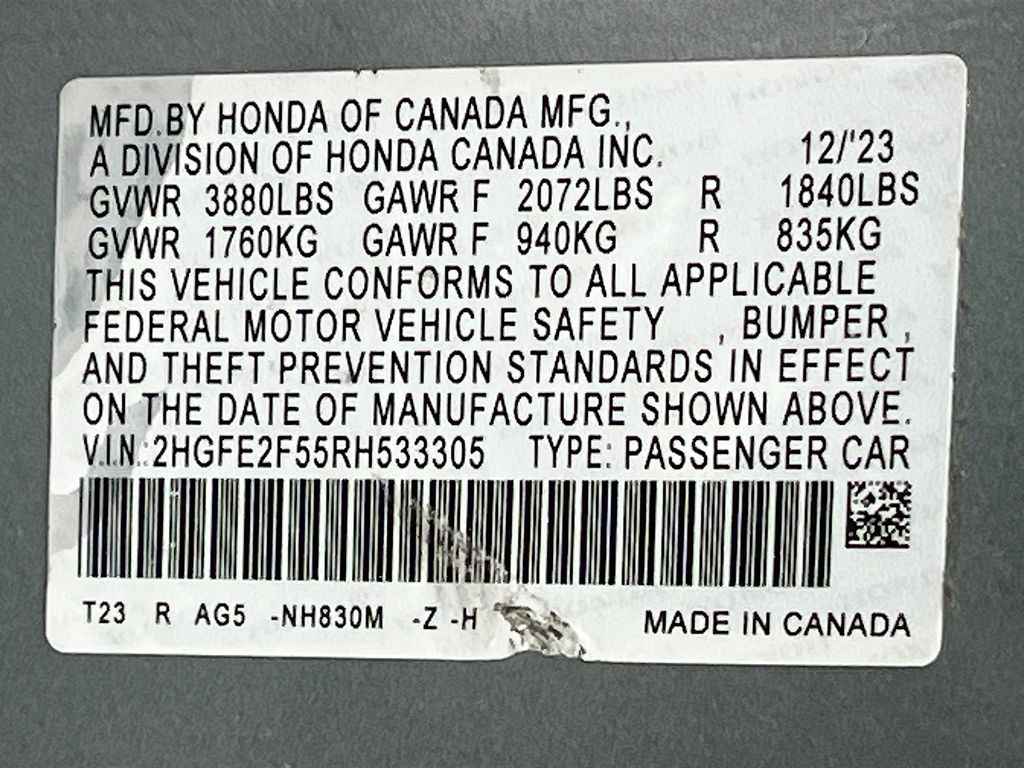 MFD.BY HONDA OF CANADA MFG.,
A DIVISION OF HONDA CANADA INC. 12/'23
GVWR 3880LBS GAWR F 2072LBS R 1840LBS
GVWR 1760KG GAWR F 940KG R 835KG
THIS VEHICLE CONFORMS TO ALL APPLICABLE
FEDERAL MOTOR VEHICLE SAFETY , BUMPER ,
AND THEFT PREVENTION STANDARDS IN EFFECT
ON THE DATE OF MANUFACTURE SHOWN ABOVE.
V.I.N.:2HGFE2F55RH533305 TYPE: PASSENGER CAR
T23 R AG5 -NH830M -Z -H MADE IN CANADA